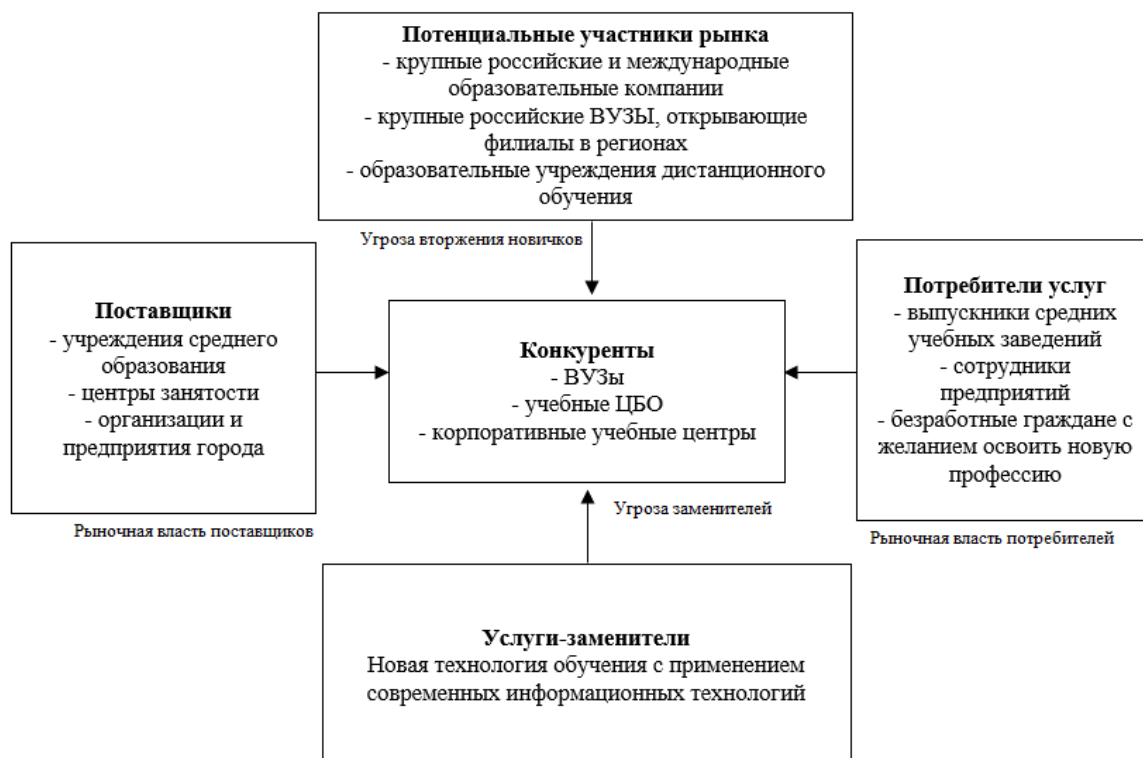 Потенциальные участники рынка
- крупные российские и международные
образовательные компании
- крупные российские ВУЗЫ, открывающие
филиалы в регионах
- образовательные учреждения дистанционного
обучения
Угроза вторжения новичков
Поставщики
- учреждения среднего
образования
- центры занятости
- организации и
предприятия города
Рыночная власть поставщиков
Конкуренты
- ВУЗы
- учебные ЦБО
- корпоративные учебные центры
Потребители услуг
- выпускники средних
учебных заведений
- сотрудники
предприятий
- безработные граждане с
желанием освоить новую
профессию
Рыночная власть потребителей
Угроза заменителей
Услуги-заменители
Новая технология обучения с применением
современных информационных технологий